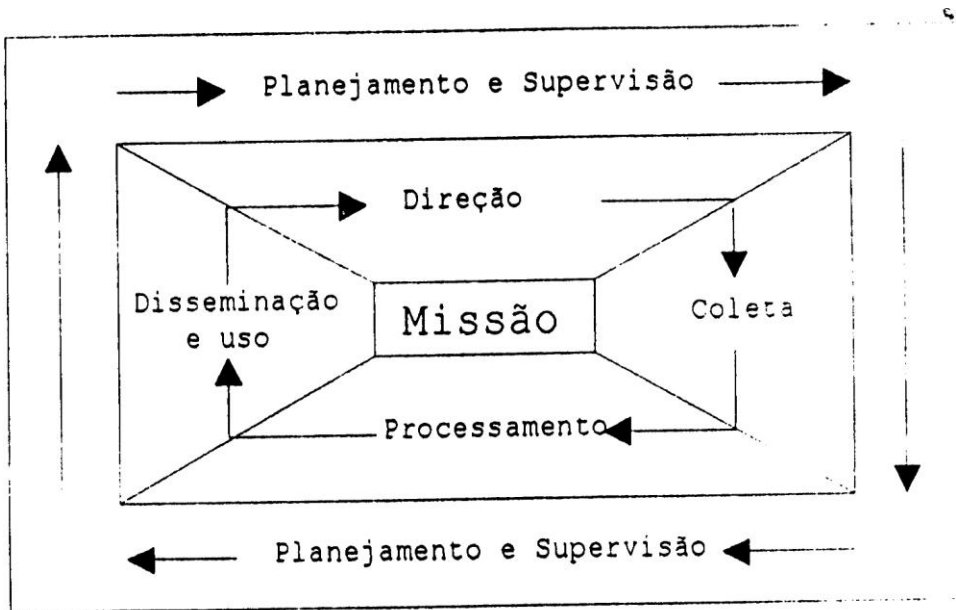 Planejamento e Supervisão
Direção
Disseminação
e uso
Missão
Coleta
Processamento
Planejamento e Supervisão